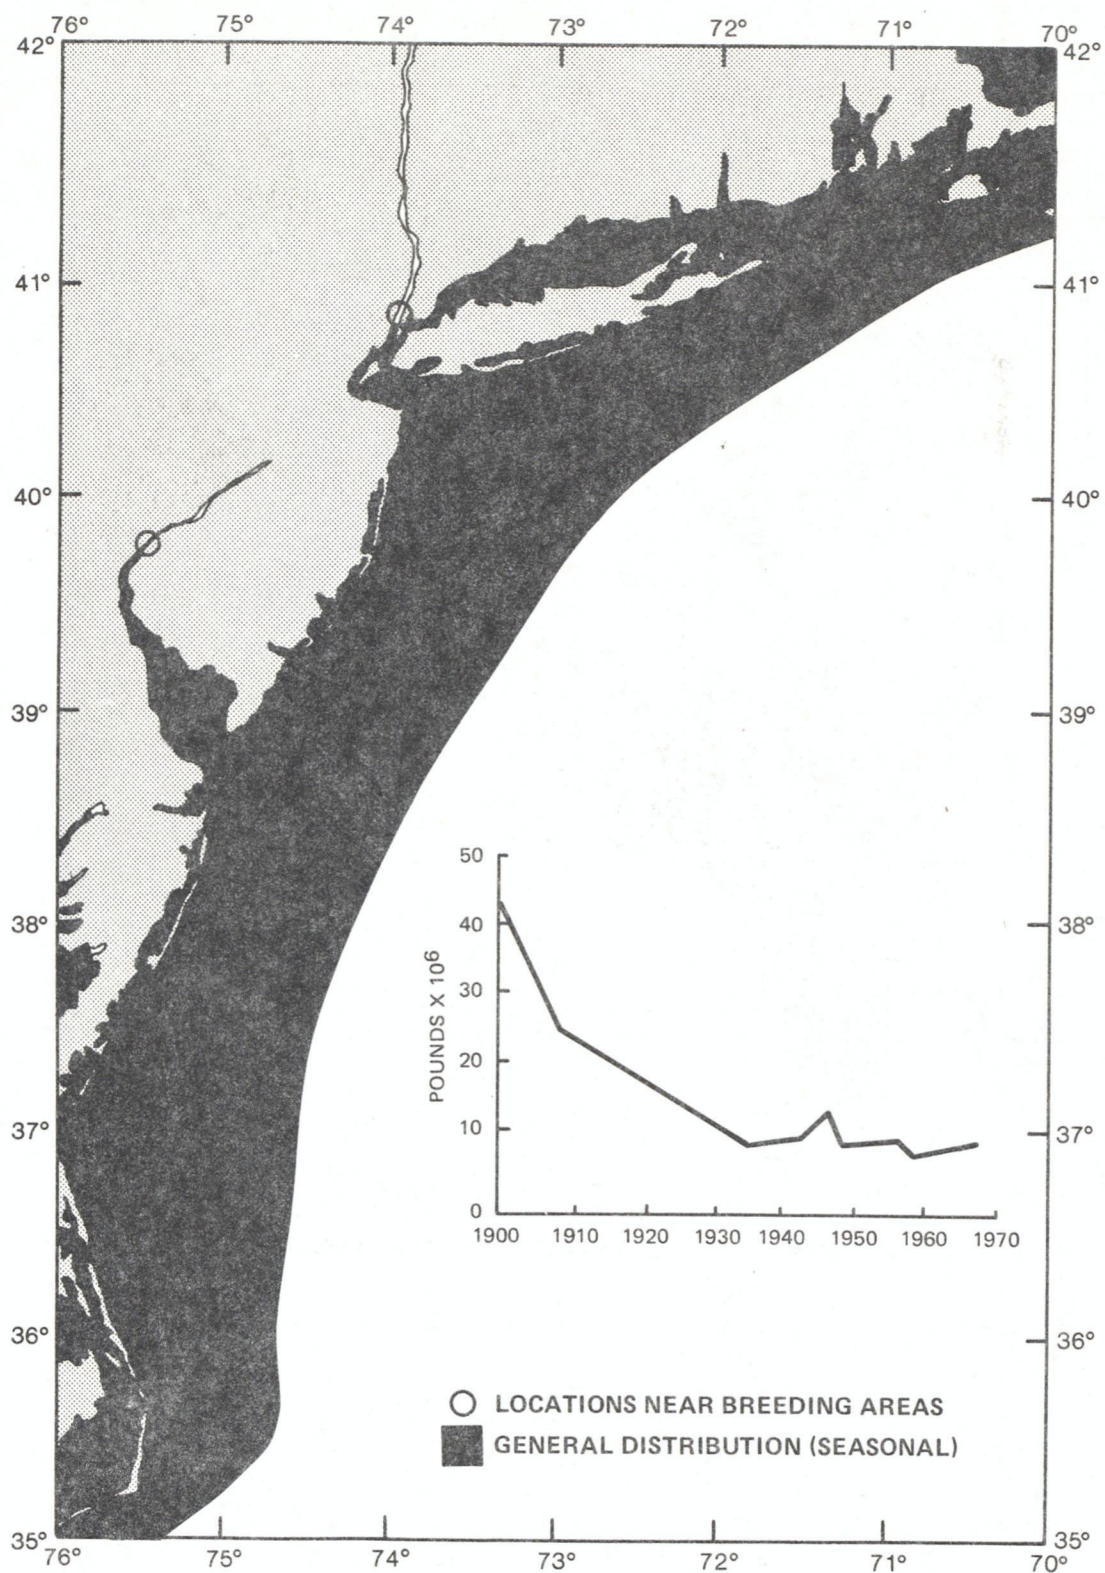 76° 75° 74° 73° 72° 71° 70°
42° 42°
41° 41°
40° 40°
39° 39°
38° 38°
37° 37°
36° 36°
35° 35°
76° 75° 74° 73° 72° 71° 70°
50
40
30
20
10
0
POUNDS X 10⁶
1900 1910 1920 1930 1940 1950 1960 1970
LOCATIONS NEAR BREEDING AREAS
GENERAL DISTRIBUTION (SEASONAL)